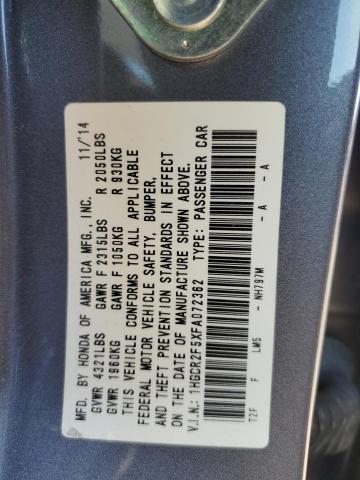 MFD. BY HONDA OF AMERICA MFG., INC. 11/'14
GVWR 4321LBS GAWR F 2315LBS R 2050LBS
GVWR 1960KG GAWR F 1050KG R 930KG
THIS VEHICLE CONFORMS TO ALL APPLICABLE
FEDERAL MOTOR VEHICLE SAFETY, BUMPER,
AND THEFT PREVENTION STANDARDS IN EFFECT
ON THE DATE OF MANUFACTURE SHOWN ABOVE.
V.I.N.: 1HGCR2F5XFA072362 TYPE: PASSENGER CAR
T2F F LM5 - NH797M - A - A